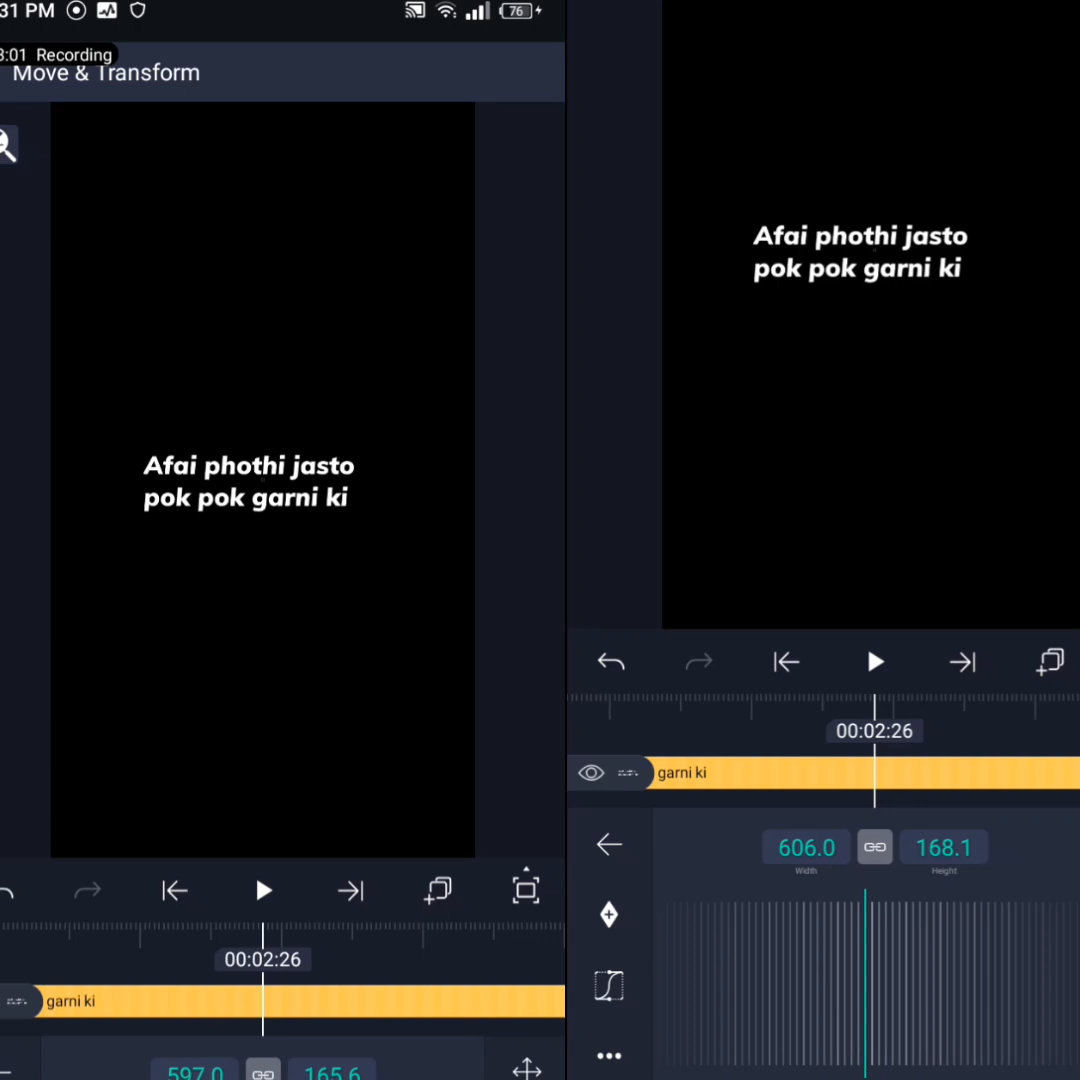 31 PM
76
3:01 Recording
Move & Transform
Afai phothi jasto
pok pok garni ki
00:02:26
garni ki
597.0
165.6
Afai phothi jasto
pok pok garni ki
00:02:26
garni ki
606.0
168.1
Width
Height